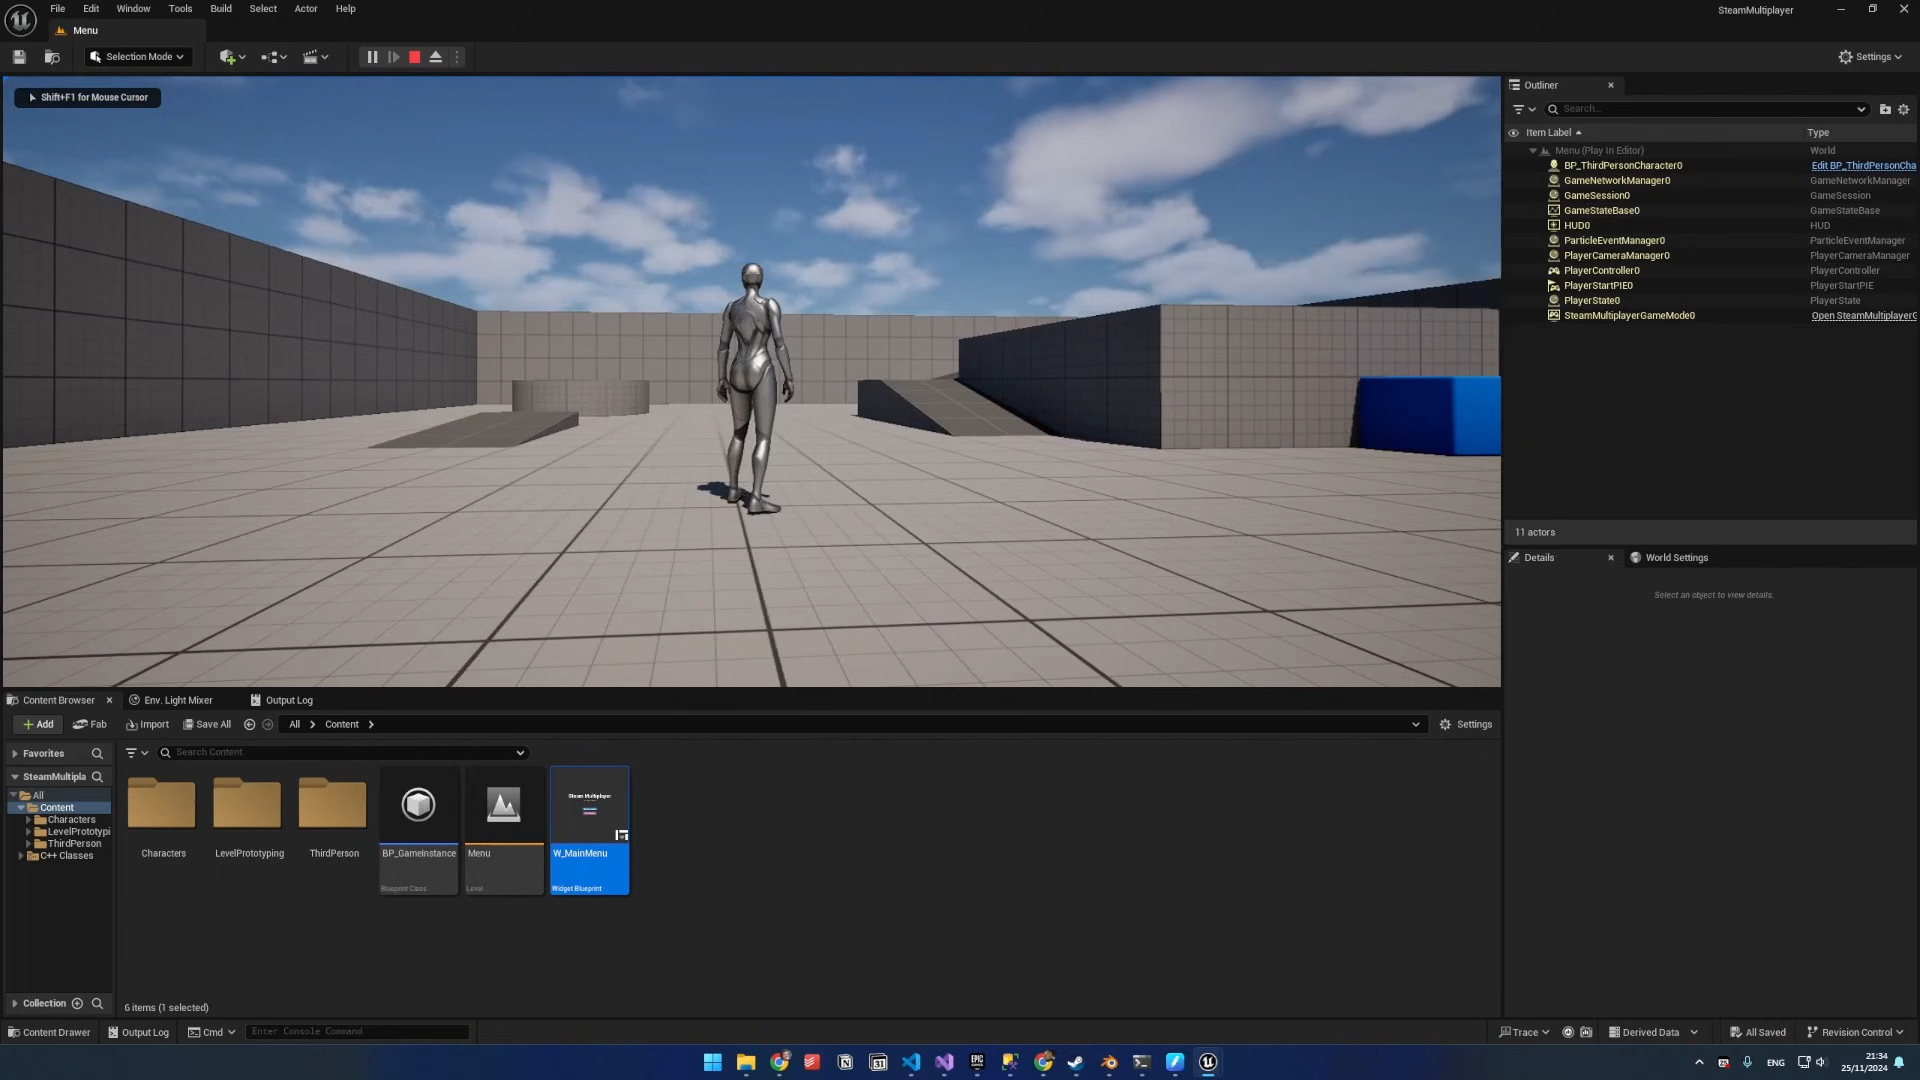 File Edit Window Tools Build Select Actor Help
SteamMultiplayer
Menu
Selection Mode
Settings
Shift+F1 for Mouse Cursor
Outliner
Search...
Item Label
Type
Menu (Play In Editor)
World
BP_ThirdPersonCharacter0
Edit BP_ThirdPersonCha
GameNetworkManager0
GameNetworkManager
GameSession0
GameSession
GameStateBase0
GameStateBase
HUD0
HUD
ParticleEventManager0
ParticleEventManager
PlayerCameraManager0
PlayerCameraManager
PlayerController0
PlayerController
PlayerStartPIE0
PlayerStartPIE
PlayerState0
PlayerState
SteamMultiplayerGameMode0
Open SteamMultiplayerG
11 actors
Details
World Settings
Select an object to view details.
Content Browser
Env. Light Mixer
Output Log
Add
Fab
Import
Save All
All
Content
Settings
Favorites
Search Content
SteamMultipla
All
Content
Characters
LevelPrototypi
ThirdPerson
C++ Classes
Characters
LevelPrototyping
ThirdPerson
BP_GameInstance
Blueprint Class
Menu
Level
Steam Multiplayer
W_MainMenu
Widget Blueprint
Collection
6 items (1 selected)
Content Drawer
Output Log
Cmd
Enter Console Command
Trace
Derived Data
All Saved
Revision Control
31
EPIC
ENG
21:34
25/11/2024